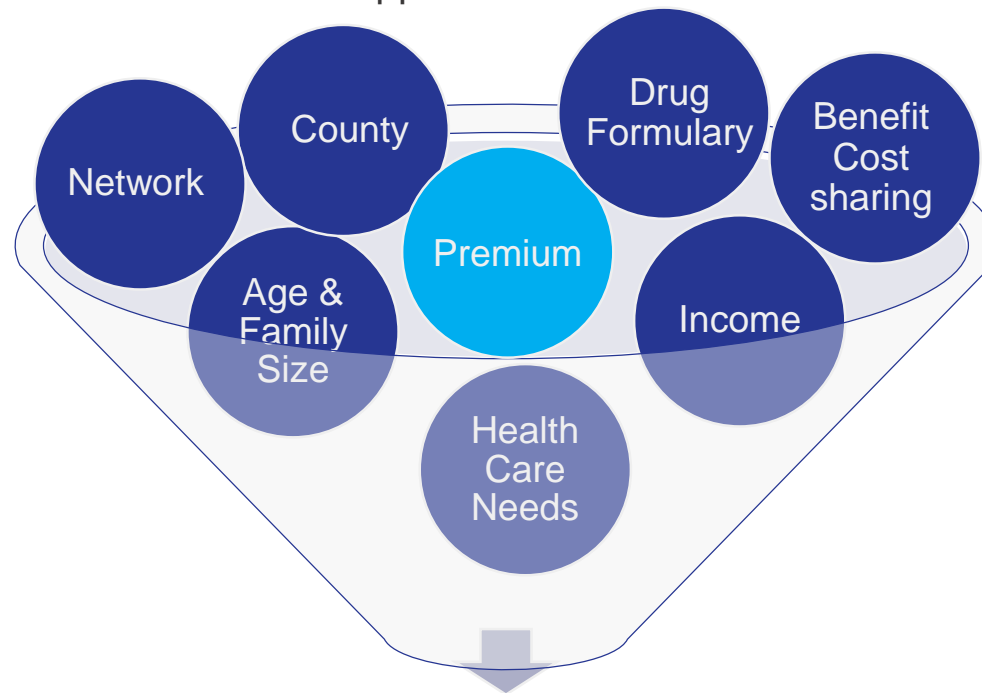 Network
County
Drug
Formulary
Benefit
Cost
sharing
Premium
Age &
Family
Size
Income
Health
Care
Needs